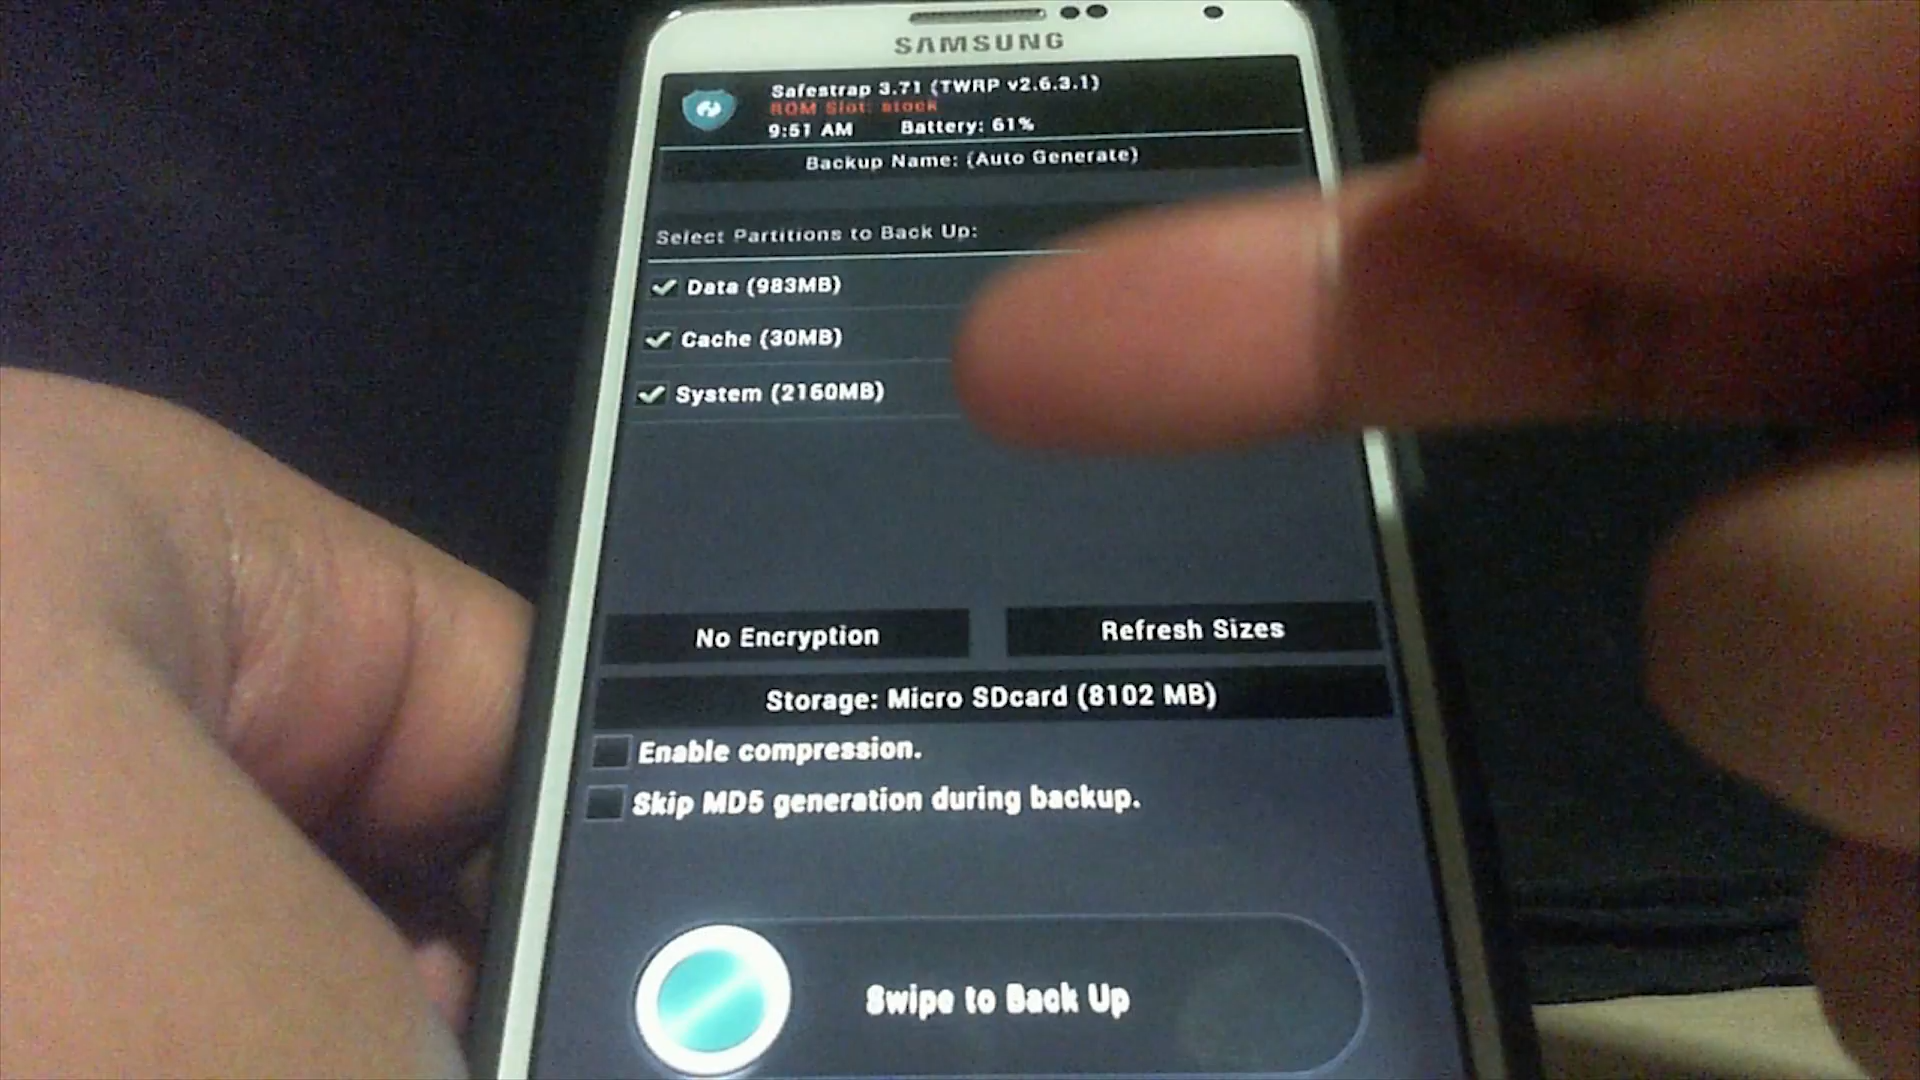 SAMSUNG
Safestrap 3.71 (TWRP v2.6.3.1)
ROM Slot: stock
9:51 AM Battery: 61%
Backup Name: (Auto Generate)
Select Partitions to Back Up:
Data (983MB)
Cache (30MB)
System (2160MB)
No Encryption Refresh Sizes
Storage: Micro SDcard (8102 MB)
Enable compression.
Skip MD5 generation during backup.
Swipe to Back Up